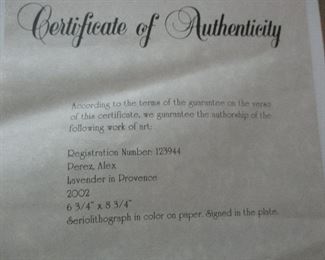 Certificate of Authenticity
According to the terms of the guarantee on the verso
of this certificate, we guarantee the authorship of the
following work of art:
Registration Number: 123944
Perez, Alex
Lavender in Provence
2002
6 3/4" x 8 3/4"
Seriolithograph in color on paper. Signed in the plate.